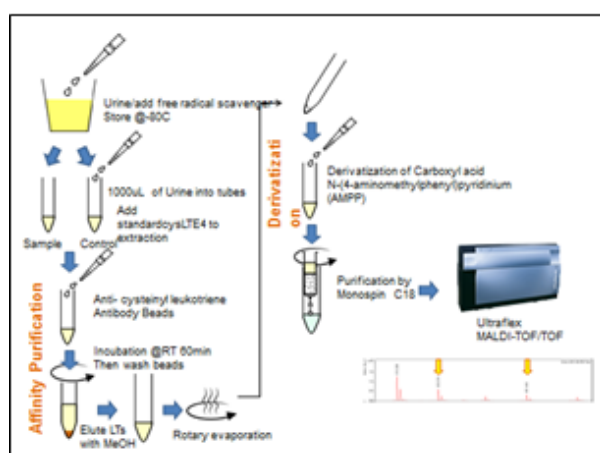 Urine/add free radical scavenger
Store @-80C
1000uL of Urine into tubes
Add
standardcysLTE4 to
extraction
Sample
Control
Affinity Purification
Anti- cysteinyl leukotriene
Antibody Beads
Incubation @RT 60min
Then wash beads
Elute LTs
with MeOH
Rotary evaporation
Derivatizati
on
Derivatization of Carboxyl acid
N-(4-aminomethylphenyl)pyridinium
(AMPP)
Purification by
Monospin C18
Ultraflex
MALDI-TOF/TOF